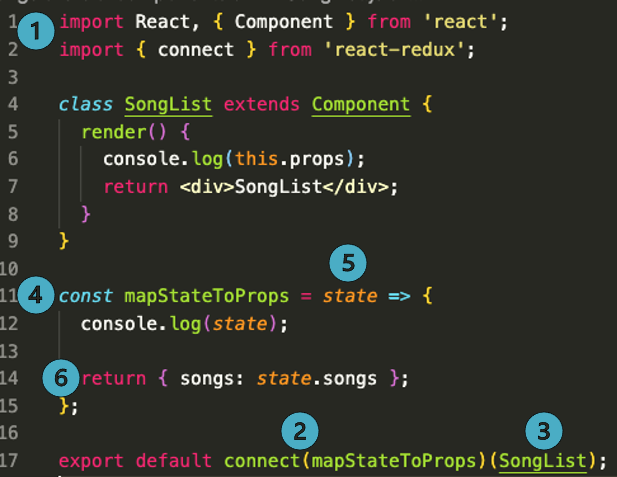 1 import React, { Component } from 'react';
1
2 import { connect } from 'react-redux';
3
4 class SongList extends Component {
5 render() {
6 console.log(this.props);
7 return <div>SongList</div>;
8 }
9 }
10
5
11 4 const mapStateToProps = state => {
12 console.log(state);
13
14 6 return { songs: state.songs };
15 };
16
2 3
17 export default connect(mapStateToProps)(SongList);